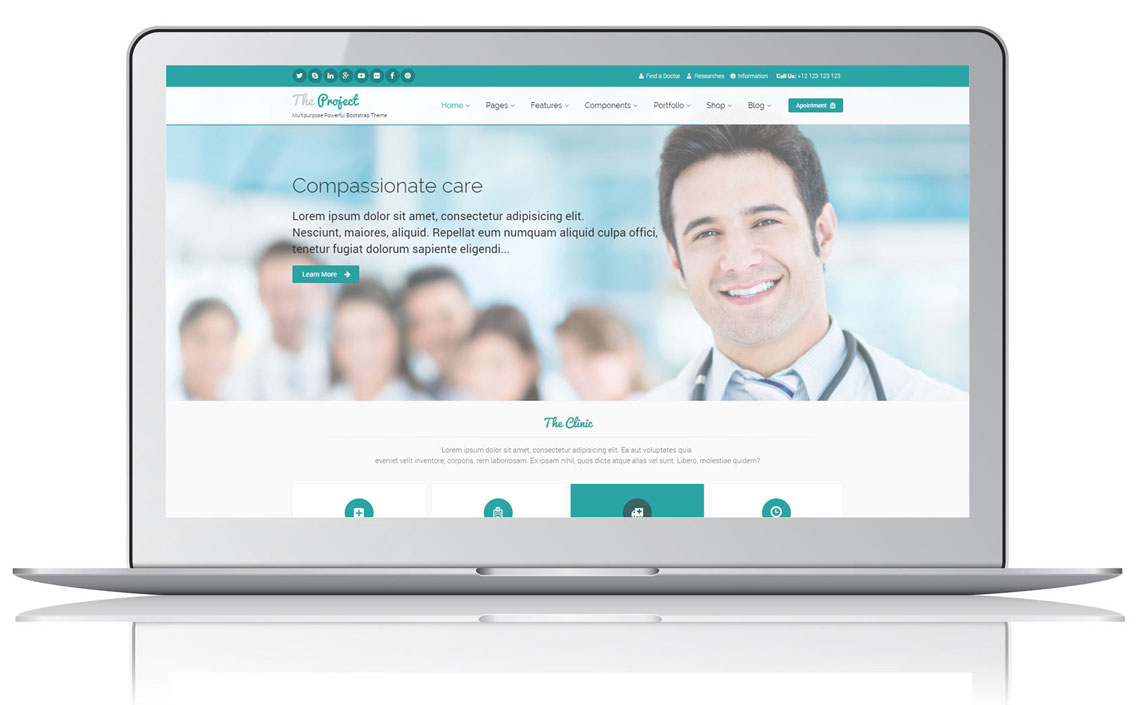 Find a Doctor Researches Information Call Us: +12 123 123 123
The Project
Multipurpose Powerful Bootstrap Theme
Home Pages Features Components Portfolio Shop Blog Apointment
Compassionate care
Lorem ipsum dolor sit amet, consectetur adipisicing elit.
Nesciunt, maiores, aliquid. Repellat eum numquam aliquid culpa offici,
tenetur fugiat dolorum sapiente eligendi...
Learn More
The Clinic
Lorem ipsum dolor sit amet, consectetur adipisicing elit. Ea aut voluptates quia
eveniet velit inventore, corporis, rem laboriosam. Ex ipsam nihil, quos dicta atque alias vel sunt. Libero, molestiae quidem?